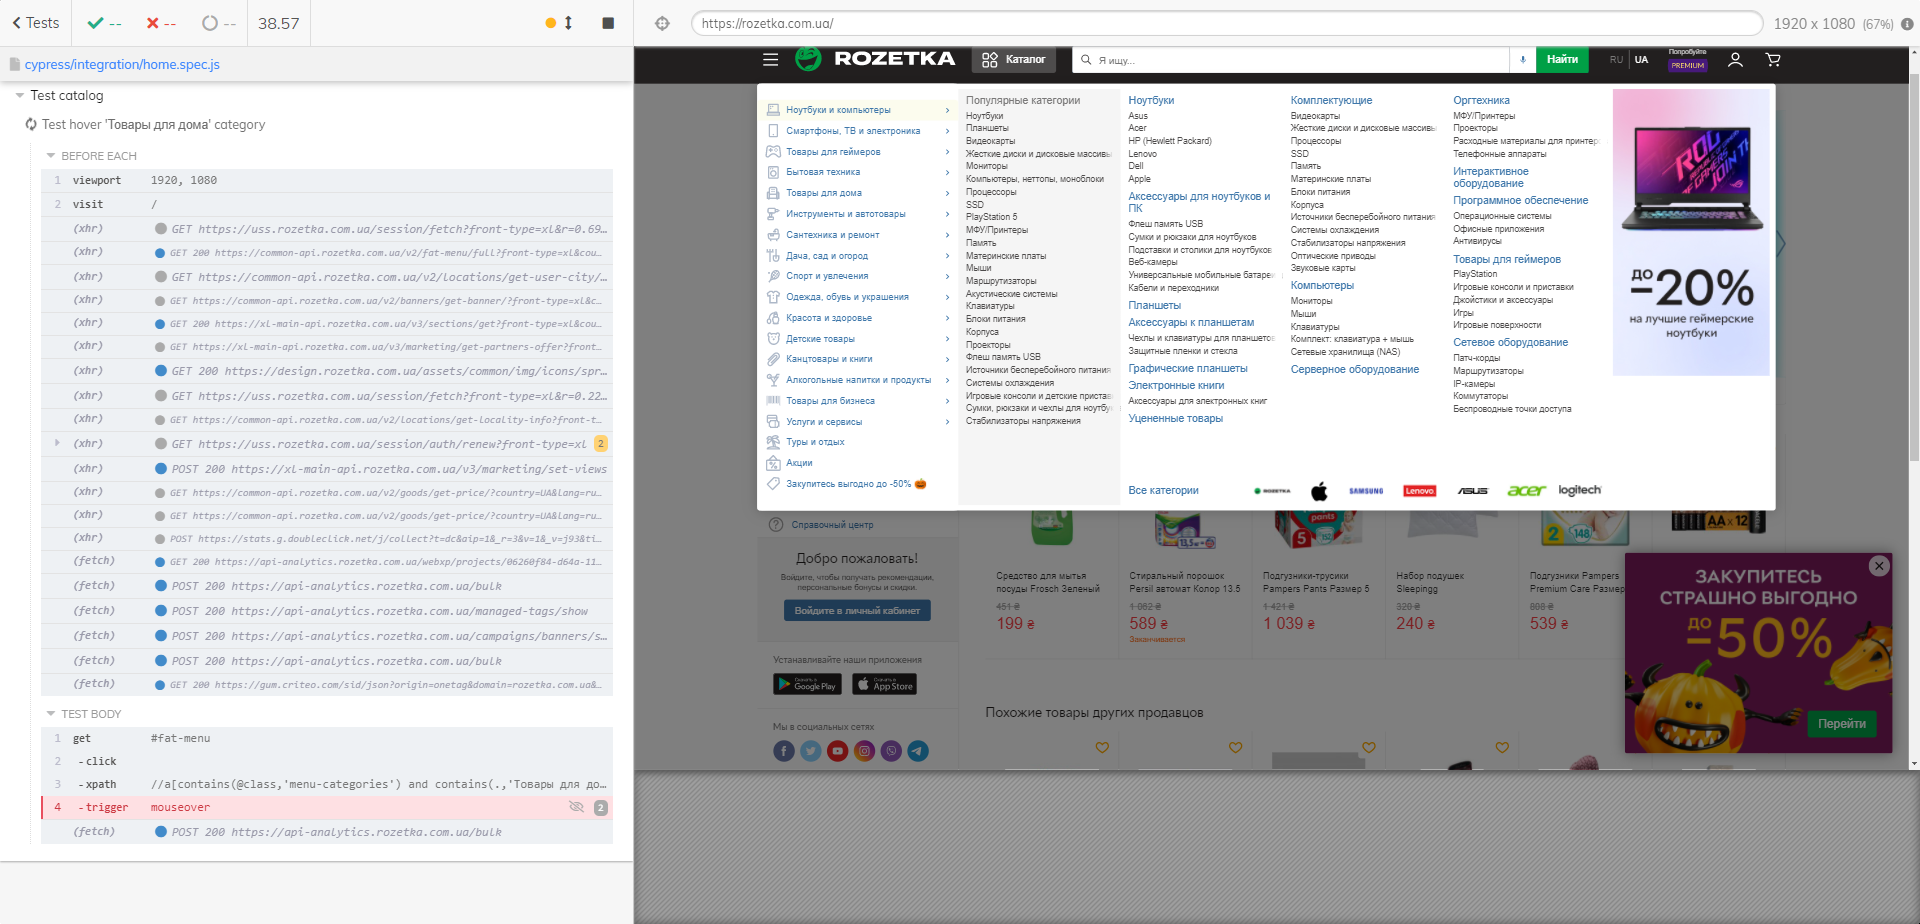 Tests
--
--
--
38.57
https://rozetka.com.ua/
1920 x 1080 (67%)
cypress/integration/home.spec.js
Test catalog
Test hover 'Товары для дома' category
BEFORE EACH
1 viewport 1920, 1080
2 visit /
(xhr) GET https://uss.rozetka.com.ua/session/fetch?front-type=xl&r=0.69...
(xhr) GET 200 https://common-api.rozetka.com.ua/v2/fat-menu/full?front-type=xl&cou...
(xhr) GET https://common-api.rozetka.com.ua/v2/locations/get-user-city/...
(xhr) GET https://common-api.rozetka.com.ua/v2/banners/get-banner/?front-type=xl&c...
(xhr) GET 200 https://xl-main-api.rozetka.com.ua/v3/sections/get?front-type=xl&cou...
(xhr) GET https://xl-main-api.rozetka.com.ua/v3/marketing/get-partners-offer?front...
(xhr) GET 200 https://design.rozetka.com.ua/assets/common/img/icons/spr...
(xhr) GET https://uss.rozetka.com.ua/session/fetch?front-type=xl&r=0.22...
(xhr) GET https://common-api.rozetka.com.ua/v2/locations/get-locality-info?front-t...
(xhr) GET https://uss.rozetka.com.ua/session/auth/renew?front-type=xl 2
(xhr) POST 200 https://xl-main-api.rozetka.com.ua/v3/marketing/set-views
(xhr) GET https://common-api.rozetka.com.ua/v2/goods/get-price/?country=UA&lang=ru...
(xhr) GET https://common-api.rozetka.com.ua/v2/goods/get-price/?country=UA&lang=ru...
(xhr) POST https://stats.g.doubleclick.net/j/collect?t=dc&aip=1&_r=3&v=1&_v=j93&ti...
(fetch) GET 200 https://api-analytics.rozetka.com.ua/webxp/projects/06260f84-d64a-11...
(fetch) POST 200 https://api-analytics.rozetka.com.ua/bulk
(fetch) POST 200 https://api-analytics.rozetka.com.ua/managed-tags/show
(fetch) POST 200 https://api-analytics.rozetka.com.ua/campaigns/banners/s...
(fetch) POST 200 https://api-analytics.rozetka.com.ua/bulk
(fetch) GET 200 https://gum.criteo.com/sid/json?origin=onetag&domain=rozetka.com.ua&...
TEST BODY
1 get #fat-menu
2 -click
3 -xpath //a[contains(@class,'menu-categories') and contains(.,'Товары для до...
4 -trigger mouseover 2
(fetch) POST 200 https://api-analytics.rozetka.com.ua/bulk
ROZETKA
Каталог
Я ищу...
Найти
RU | UA
Попробуйте
PREMIUM
Ноутбуки и компьютеры
Смартфоны, ТВ и электроника
Товары для геймеров
Бытовая техника
Товары для дома
Инструменты и автотовары
Сантехника и ремонт
Дача, сад и огород
Спорт и увлечения
Одежда, обувь и украшения
Красота и здоровье
Детские товары
Канцтовары и книги
Алкогольные напитки и продукты
Товары для бизнеса
Услуги и сервисы
Туры и отдых
Акции
Закупитесь выгодно до -50%
Популярные категории
Ноутбуки
Планшеты
Видеокарты
Жесткие диски и дисковые массивы
Мониторы
Компьютеры, неттопы, моноблоки
Процессоры
SSD
PlayStation 5
МФУ/Принтеры
Память
Материнские платы
Мыши
Маршрутизаторы
Акустические системы
Клавиатуры
Блоки питания
Корпуса
Проекторы
Флеш память USB
Источники бесперебойного питания
Системы охлаждения
Игровые консоли и детские пристав
Сумки, рюкзаки и чехлы для ноутбу
Стабилизаторы напряжения
Ноутбуки
Asus
Acer
HP (Hewlett Packard)
Lenovo
Dell
Apple
Аксессуары для ноутбуков и
ПК
Флеш память USB
Сумки и рюкзаки для ноутбуков
Подставки и столики для ноутбуков
Веб-камеры
Универсальные мобильные батареи
Кабели и переходники
Планшеты
Аксессуары к планшетам
Чехлы и клавиатуры для планшетов
Защитные пленки и стекла
Графические планшеты
Электронные книги
Аксессуары для электронных книг
Уцененные товары
Комплектующие
Видеокарты
Жесткие диски и дисковые массивы
Процессоры
SSD
Память
Материнские платы
Блоки питания
Корпуса
Источники бесперебойного питания
Системы охлаждения
Стабилизаторы напряжения
Оптические приводы
Звуковые карты
Компьютеры
Мониторы
Мыши
Клавиатуры
Комплект: клавиатура + мышь
Сетевые хранилища (NAS)
Серверное оборудование
Оргтехника
МФУ/Принтеры
Проекторы
Расходные материалы для принтер
Телефонные аппараты
Интерактивное
оборудование
Программное обеспечение
Операционные системы
Офисные приложения
Антивирусы
Товары для геймеров
PlayStation
Игровые консоли и приставки
Джойстики и аксессуары
Игры
Игровые поверхности
Сетевое оборудование
Патч-корды
Маршрутизаторы
IP-камеры
Коммутаторы
Беспроводные точки доступа
до
-20%
на лучшие геймерские
ноутбуки
Все категории
ROZETKA
SAMSUNG
Lenovo
ASUS
acer
logitech
Справочный центр
Добро пожаловать!
Войдите, чтобы получать рекомендации,
персональные бонусы и скидки.
Войдите в личный кабинет
Устанавливайте наши приложения
Google Play
App Store
Мы в социальных сетях
Средство для мытья
посуды Frosch Зеленый
451 ₴
199 ₴
13,5кг
Стиральный порошок
Persil автомат Колор 13.5
1 082 ₴
589 ₴
Заканчивается
pants
5
Подгузники-трусики
Pampers Pants Размер 5
1 421 ₴
1 039 ₴
Набор подушек
Sleepingg
320 ₴
240 ₴
2 148
Подгузники Pampers
Premium Care Размер
808 ₴
539 ₴
AA x 12
Похожие товары других продавцов
ЗАКУПИТЕСЬ
СТРАШНО ВЫГОДНО
до
-50%
Перейти